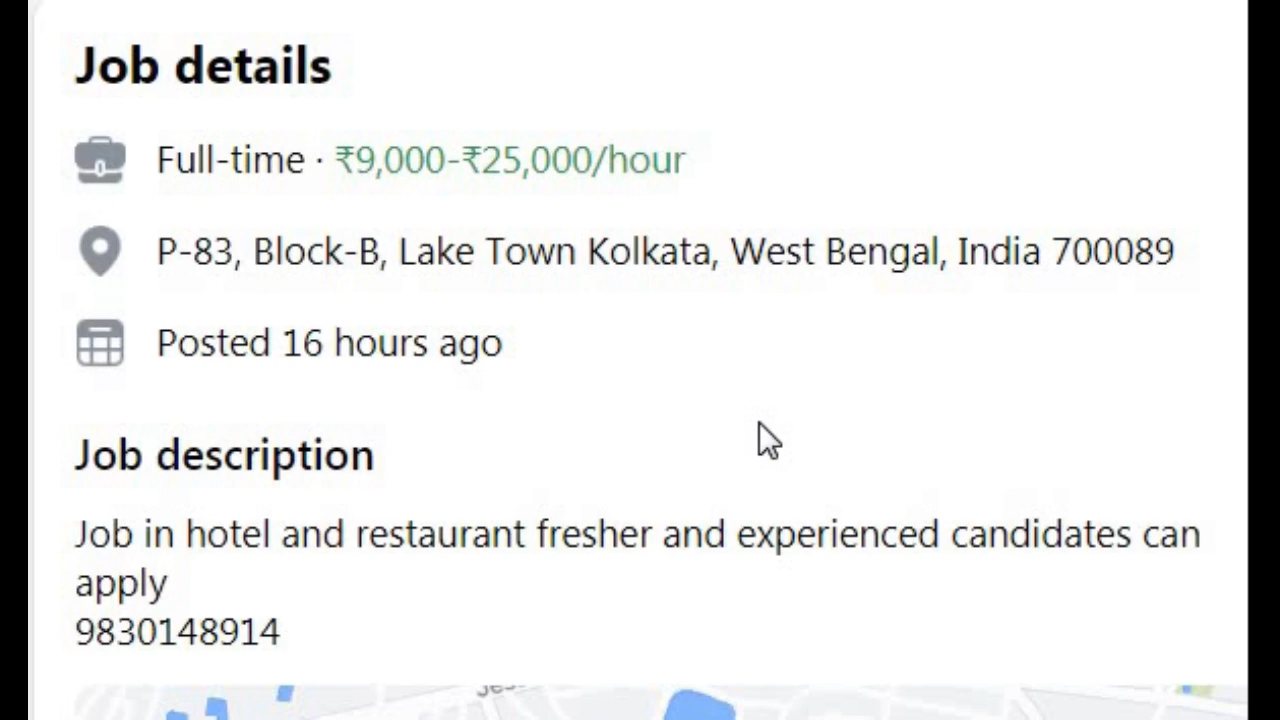 Job details
Full-time · ₹9,000-₹25,000/hour
P-83, Block-B, Lake Town Kolkata, West Bengal, India 700089
Posted 16 hours ago
Job description
Job in hotel and restaurant fresher and experienced candidates can
apply
9830148914